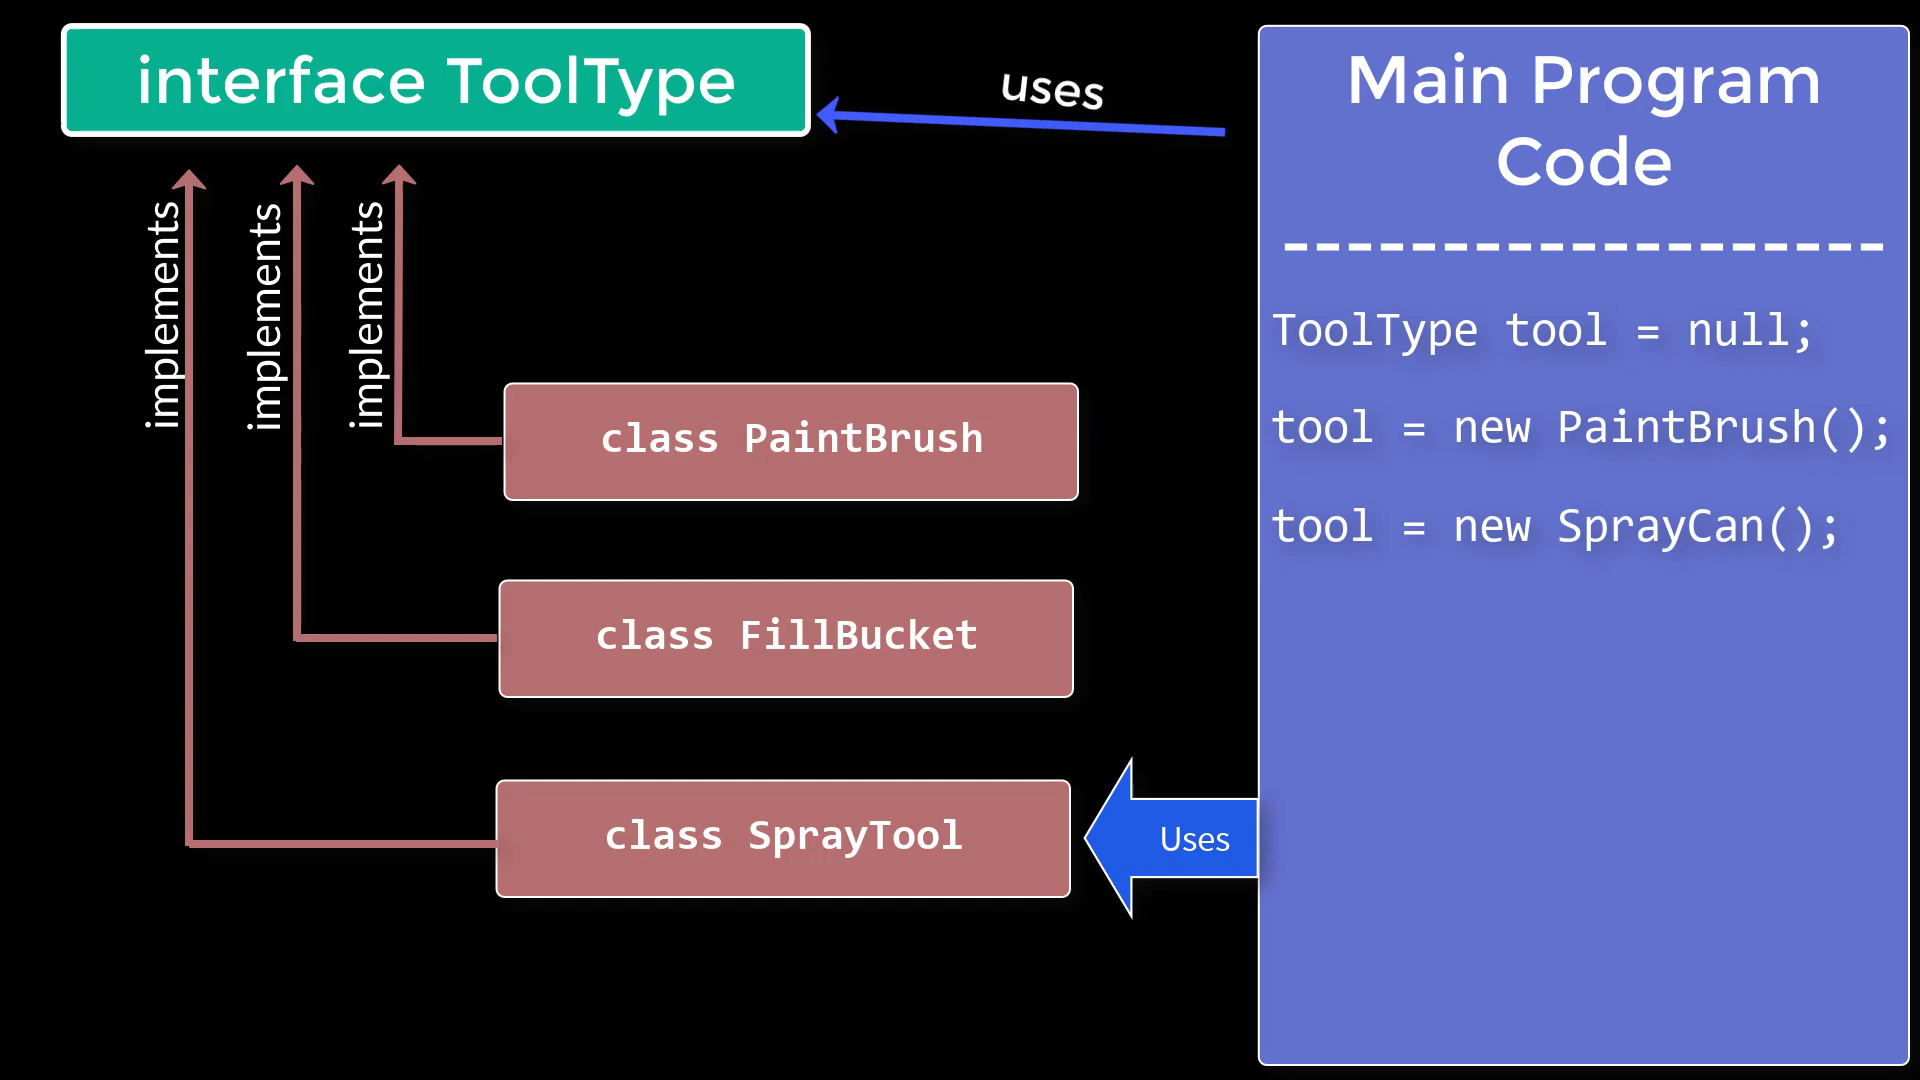 interface ToolType
uses
Main Program
Code
implements
implements
implements
ToolType tool = null;
class PaintBrush
tool = new PaintBrush();
tool = new SprayCan();
class FillBucket
class SprayTool
Uses